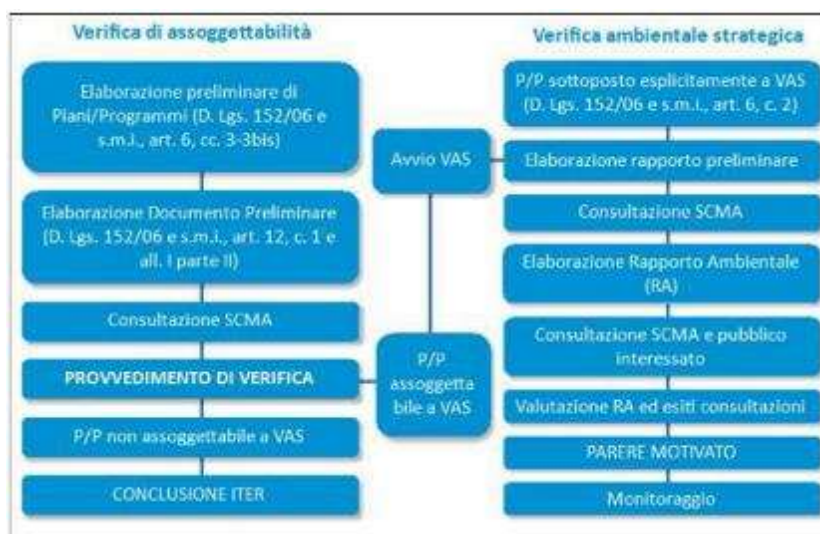 Verifica di assoggettabilità
Elaborazione preliminare di
Piani/Programmi (D. Lgs. 152/06 e
s.m.i., art. 6, cc. 3-3bis)
Elaborazione Documento Preliminare
(D. Lgs. 152/06 e s.m.i., art. 12, c. 1 e
all. I parte II)
Consultazione SCMA
PROVVEDIMENTO DI VERIFICA
P/P non assoggettabile a VAS
CONCLUSIONE ITER
Avvio VAS
P/P
assoggetta
bile a VAS
Verifica ambientale strategica
P/P sottoposto esplicitamente a VAS
(D. Lgs. 152/06 e s.m.i., art. 6, c. 2)
Elaborazione rapporto preliminare
Consultazione SCMA
Elaborazione Rapporto Ambientale
(RA)
Consultazione SCMA e pubblico
interessato
Valutazione RA ed esiti consultazioni
PARERE MOTIVATO
Monitoraggio